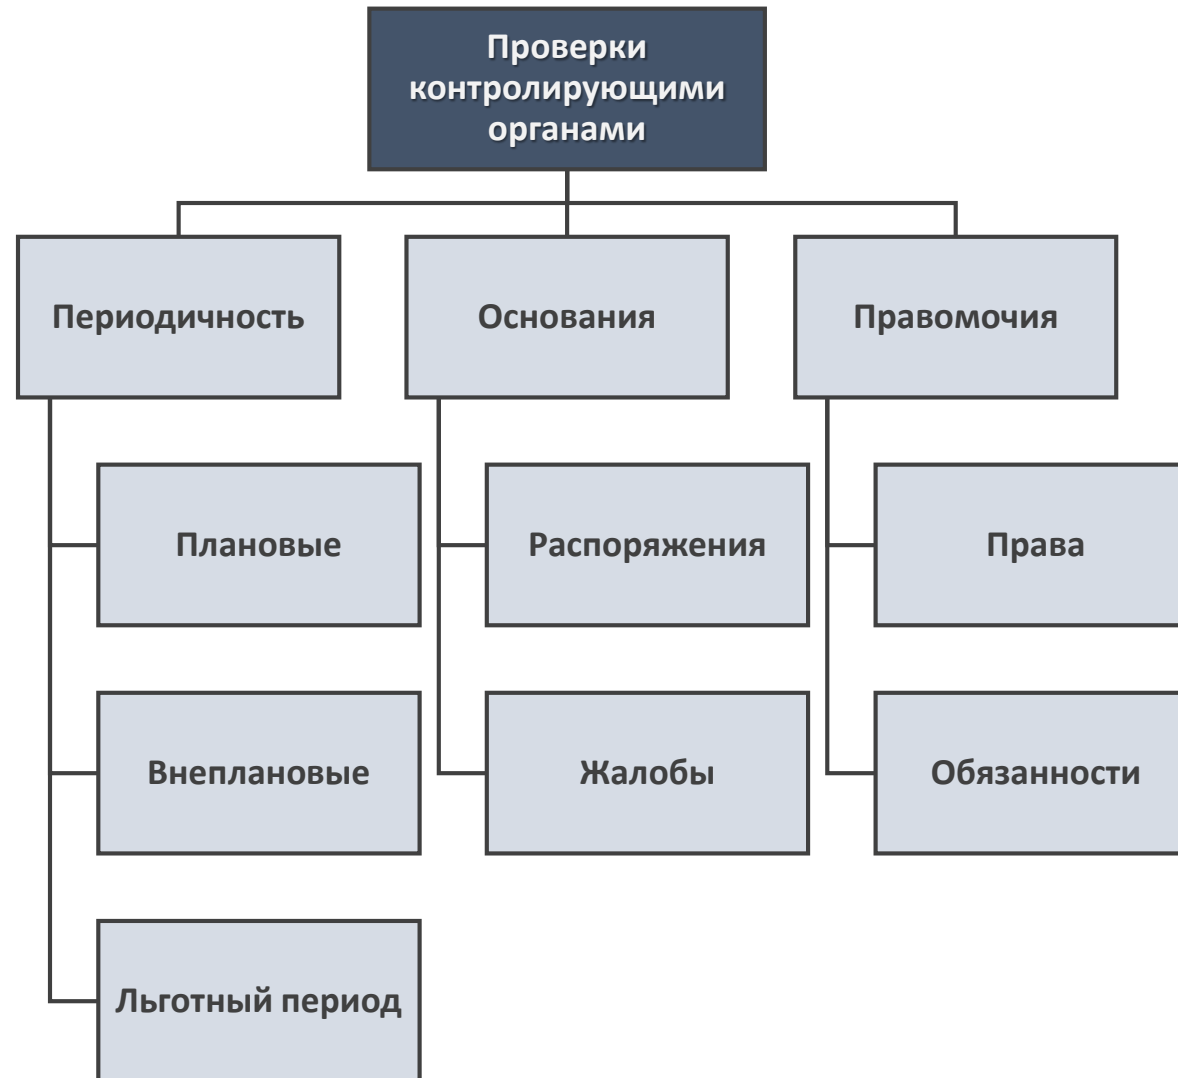 Проверки
контролирующими
органами
Периодичность
Основания
Правомочия
Плановые
Распоряжения
Права
Внеплановые
Жалобы
Обязанности
Льготный период